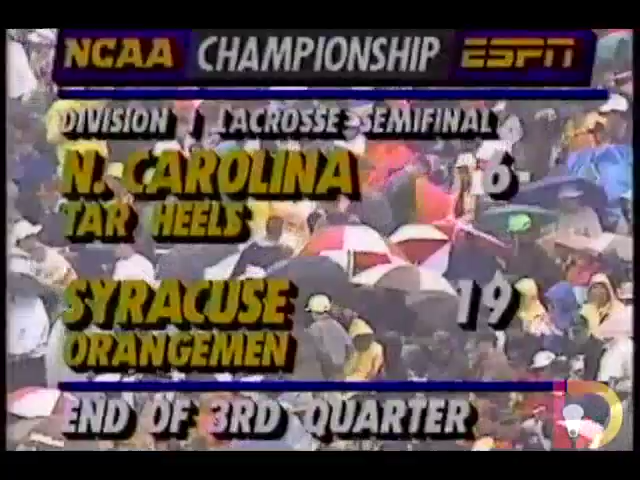 NCAA CHAMPIONSHIP ESPN
DIVISION I LACROSSE SEMIFINAL
N. CAROLINA 6
TAR HEELS
SYRACUSE 19
ORANGEMEN
END OF 3RD QUARTER